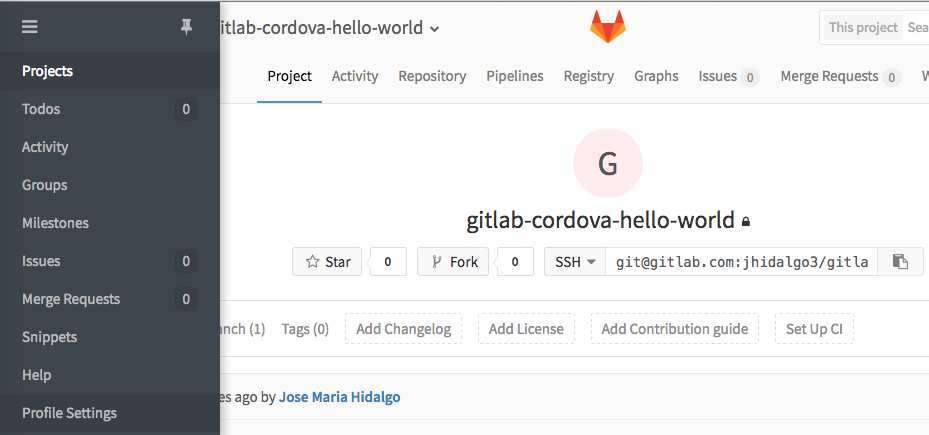 Projects
Todos 0
Activity
Groups
Milestones
Issues 0
Merge Requests 0
Snippets
Help
Profile Settings
itlab-cordova-hello-world
This project Sea
Project Activity Repository Pipelines Registry Graphs Issues 0 Merge Requests 0 W
G
gitlab-cordova-hello-world
Star 0 Fork 0 SSH git@gitlab.com:jhidalgo3/gitla
anch (1) Tags (0) Add Changelog Add License Add Contribution guide Set Up CI
es ago by Jose Maria Hidalgo